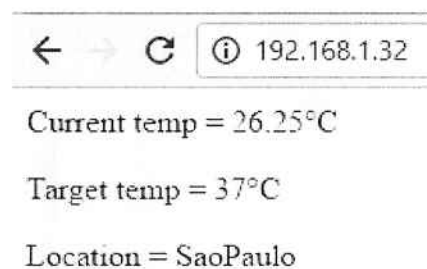 192.168.1.32
Current temp = 26.25°C
Target temp = 37°C
Location = SaoPaulo